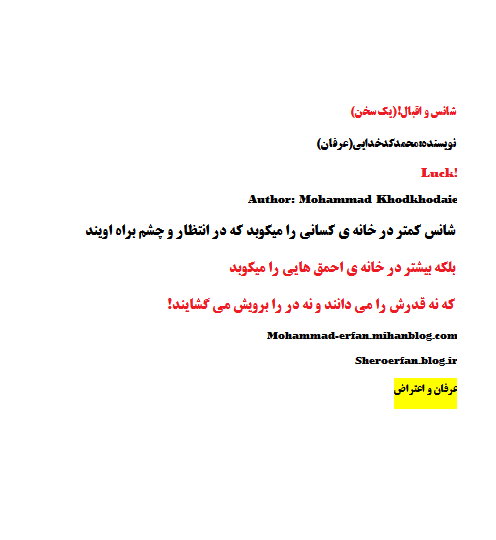 شانس و اقبال!(یک سخن)
نویسنده:محمدکدخدایی(عرفان)
Luck!
Author: Mohammad Khodkhodaie
شانس کمتر در خانه ی کسانی را میکوبد که در انتظار و چشم براه اویند
بلکه بیشتر در خانه ی احمق هایی را میکوبد
که نه قدرش را می دانند و نه در را برویش می گشایند!
Mohammad-erfan.mihanblog.com
Sheroerfan.blog.ir
عرفان و اعتراض